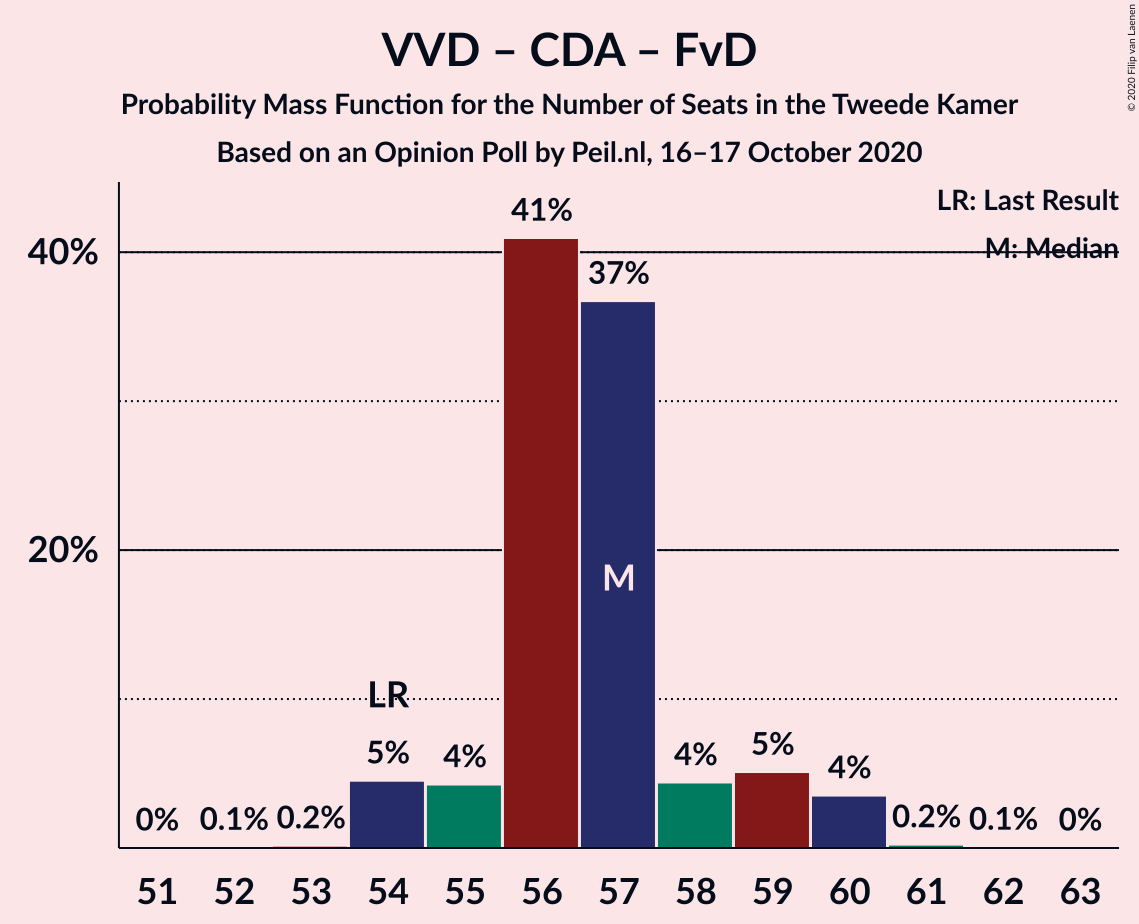 VVD – CDA – FvD
Probability Mass Function for the Number of Seats in the Tweede Kamer
Based on an Opinion Poll by Peil.nl, 16–17 October 2020
© 2020 Filip van Laenen
LR: Last Result
M: Median
41%
40%
37%
20%
M
LR
5%
4%
4%
5%
4%
0%
0.1%
0.2%
0.2%
0.1%
0%
51 52 53 54 55 56 57 58 59 60 61 62 63